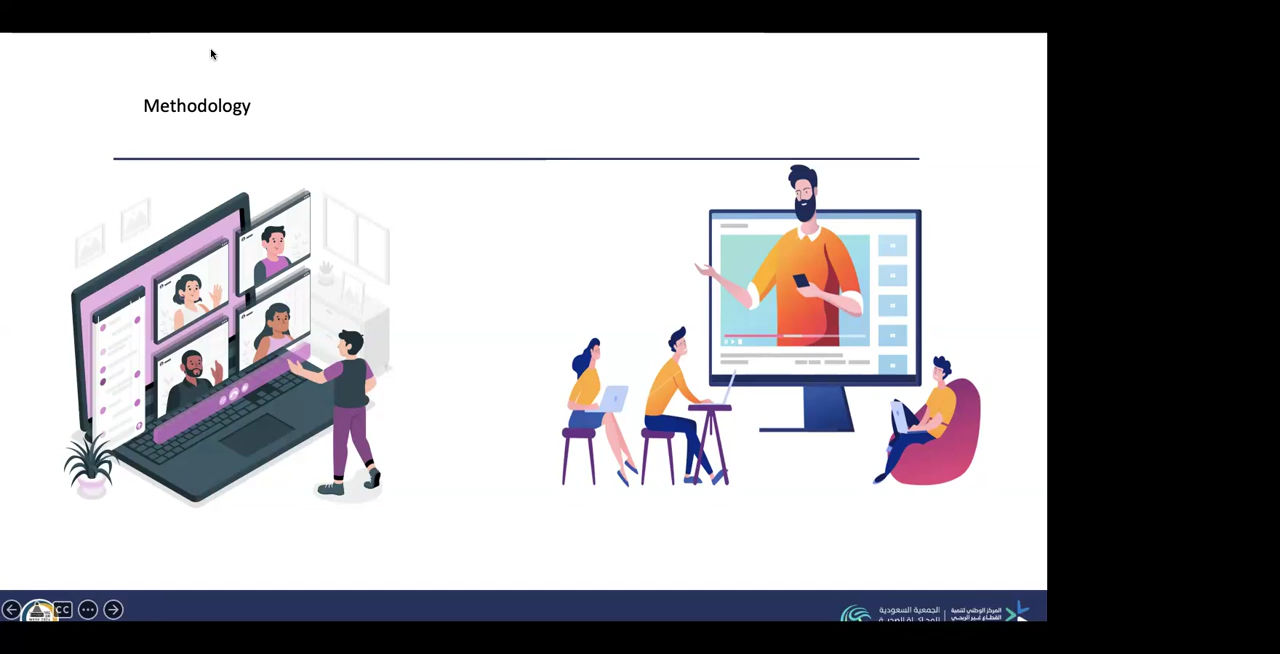 Methodology
CC
الجمعية السعودية
المركز الوطني لتنمية
القطاع غير الربحي